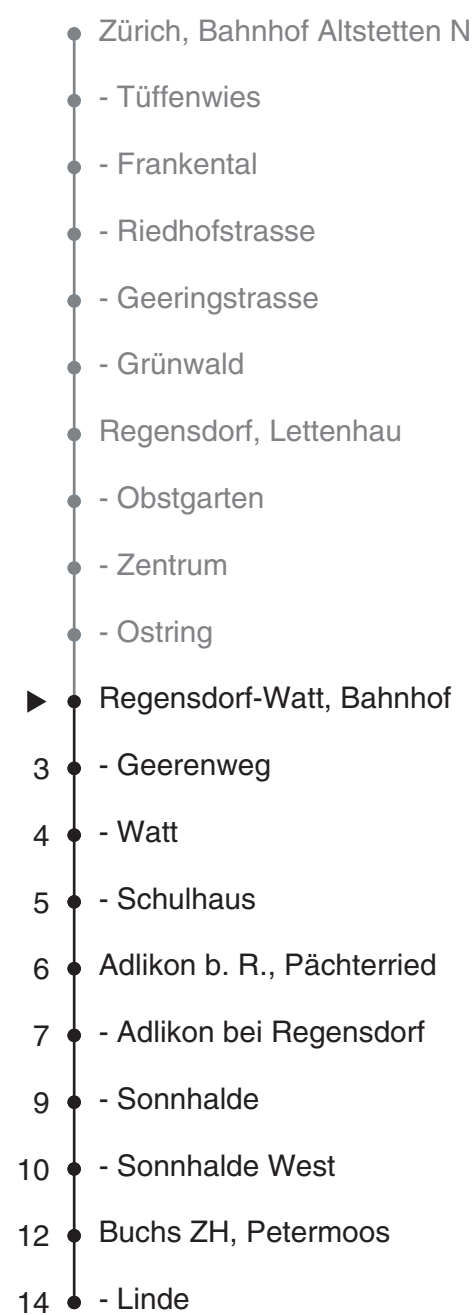 Zürich, Bahnhof Altstetten N
- Tüffenwies
- Frankental
- Riedhofstrasse
- Geeringstrasse
- Grünwald
Regensdorf, Lettenhau
- Obstgarten
- Zentrum
- Ostring
Regensdorf-Watt, Bahnhof
3 - Geerenweg
4 - Watt
5 - Schulhaus
6 Adlikon b. R., Pächterried
7 - Adlikon bei Regensdorf
9 - Sonnhalde
10 - Sonnhalde West
12 Buchs ZH, Petermoos
14 - Linde